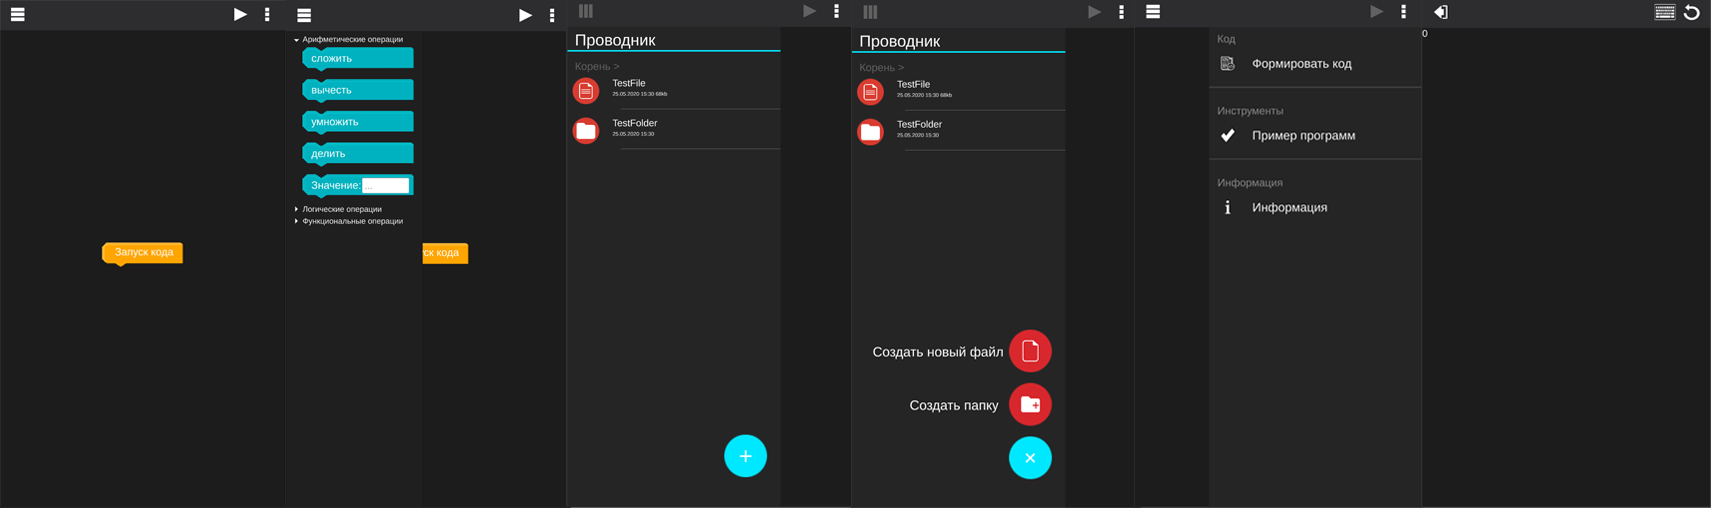 Запуск кода
Арифметические операции
сложить
вычесть
умножить
делить
Значение: ...
Логические операции
Функциональные операции
ск кода
Проводник
Корень >
TestFile
25.05.2020 15:30 68kb
TestFolder
25.05.2020 15:30
Проводник
Корень >
TestFile
25.05.2020 15:30 68kb
TestFolder
25.05.2020 15:30
Создать новый файл
Создать папку
Код
Формировать код
Инструменты
Пример программ
Информация
Информация
0